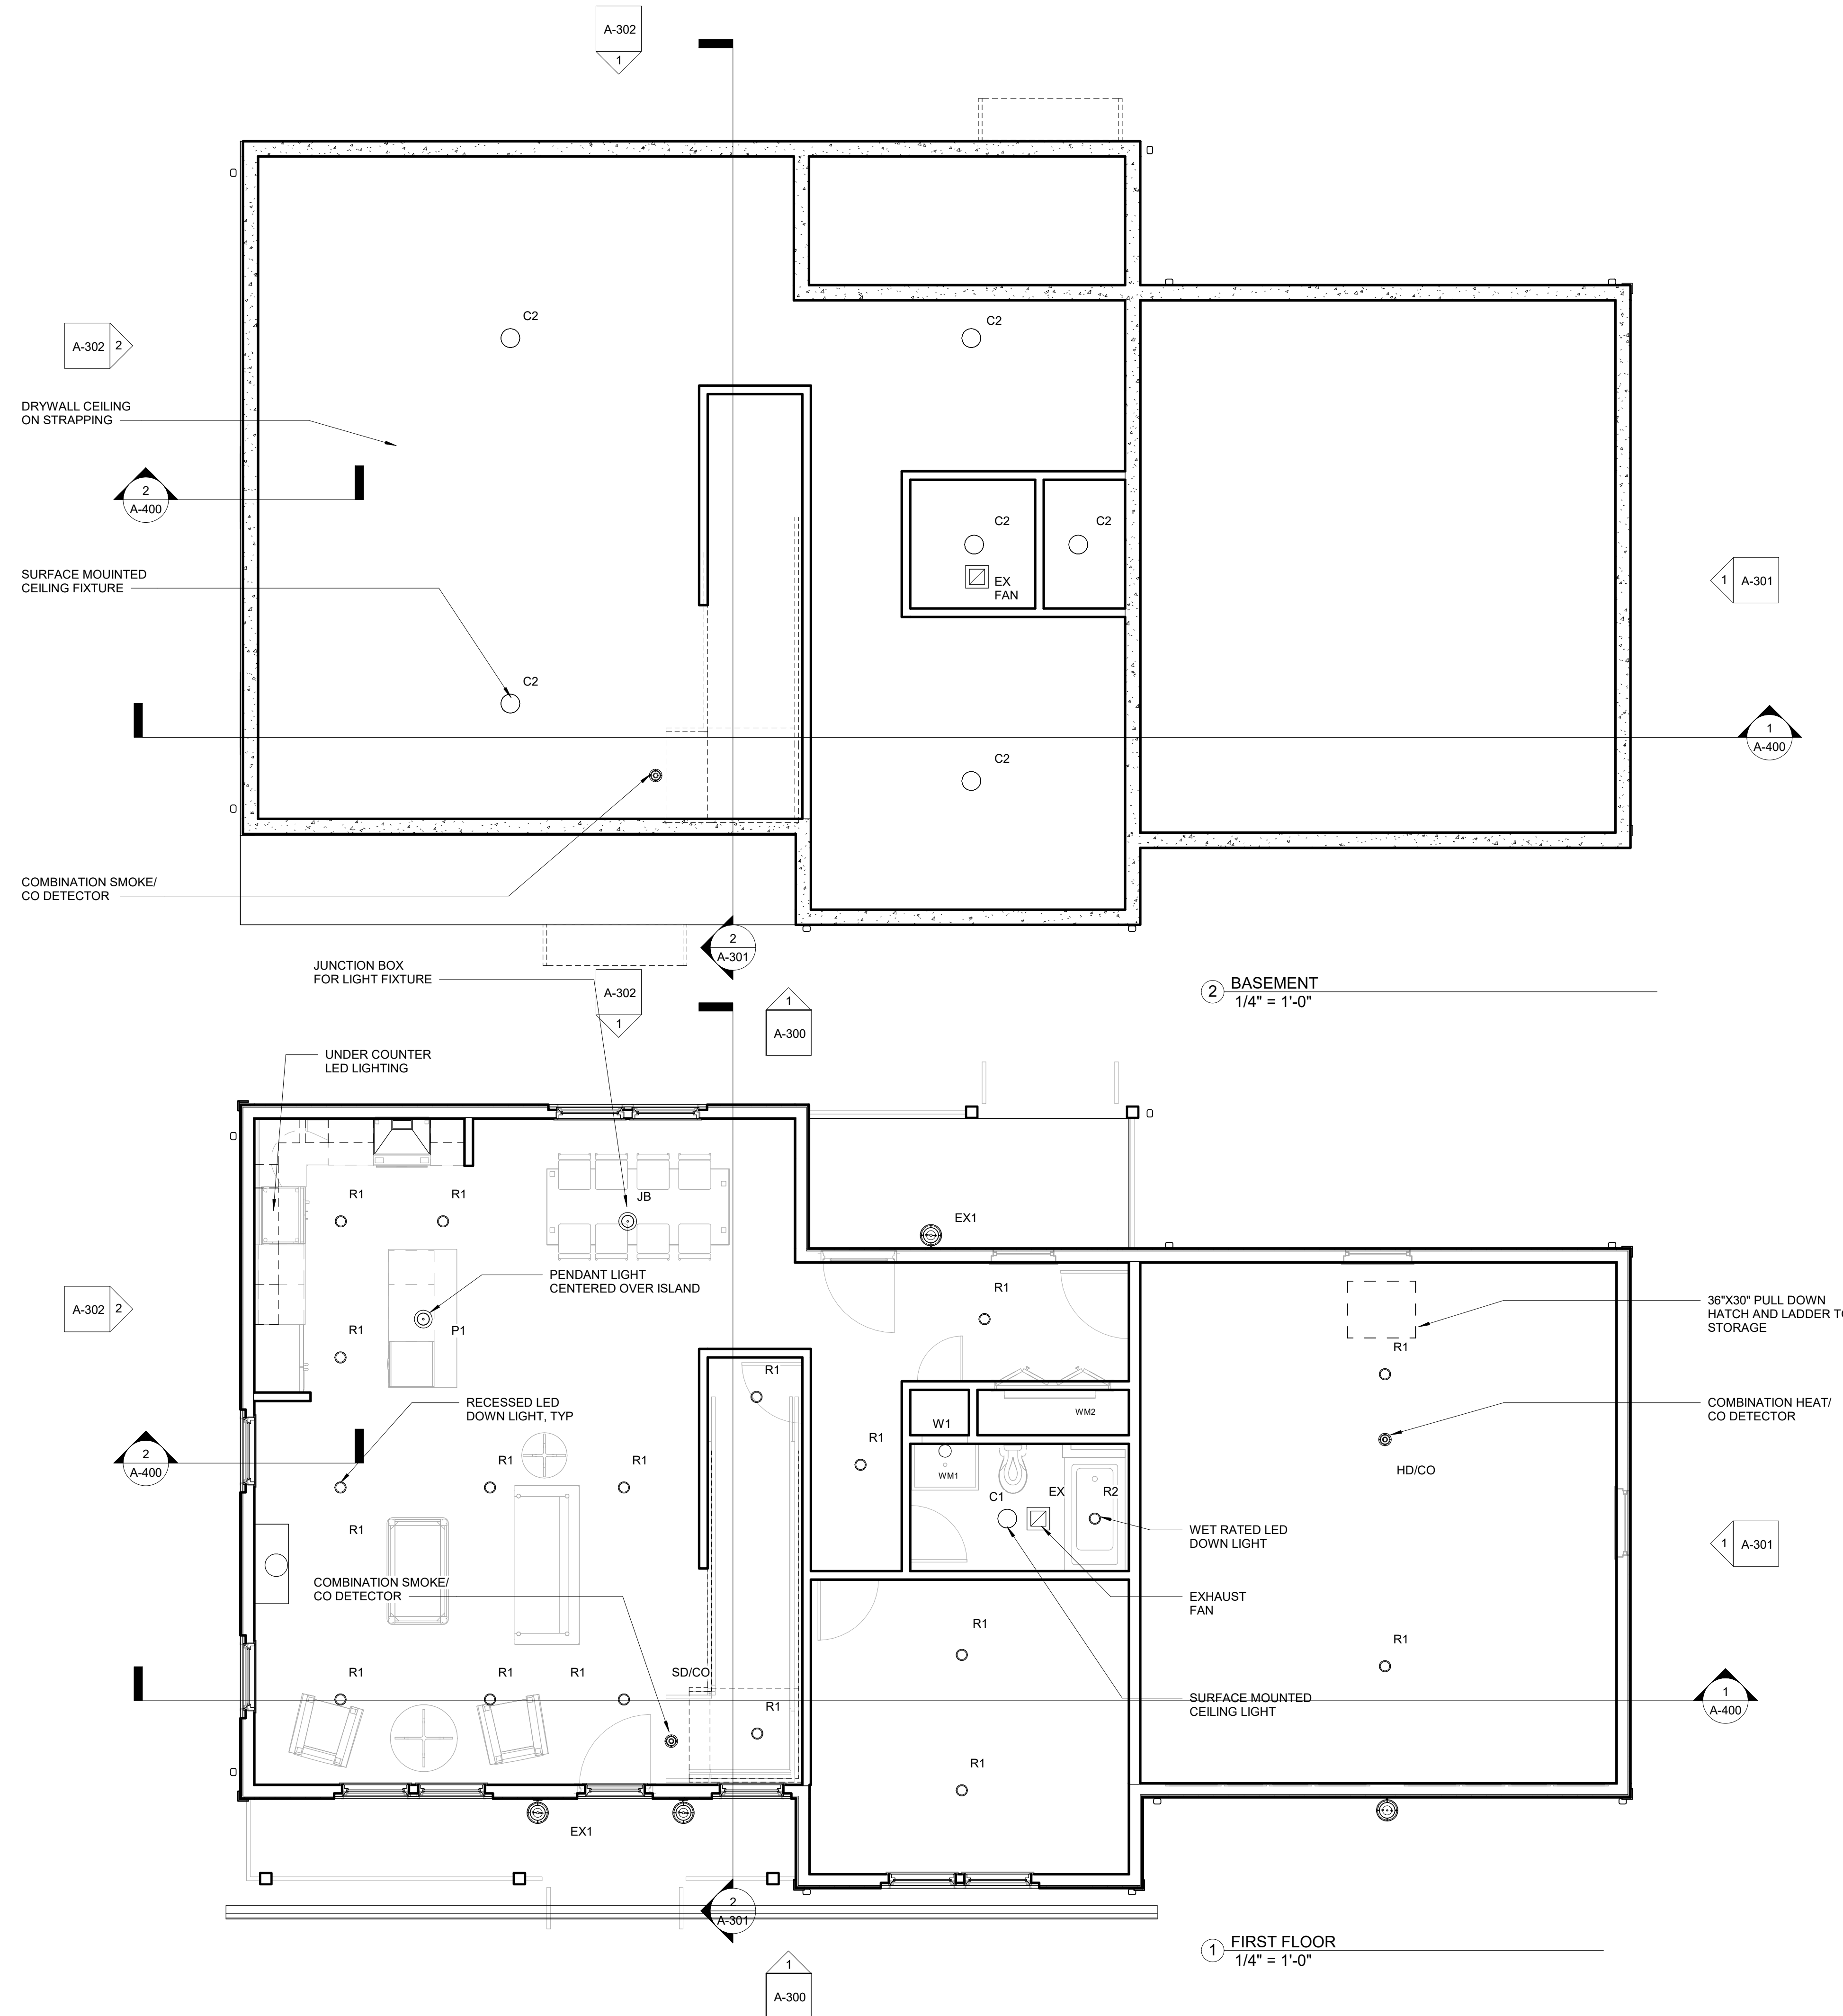 A-302
1
C2
C2
A-302
2
DRYWALL CEILING
ON STRAPPING
2
A-400
C2
C2
EX
FAN
SURFACE MOUINTED
CEILING FIXTURE
1
A-301
C2
1
A-400
C2
COMBINATION SMOKE/
CO DETECTOR
2
A-301
JUNCTION BOX
FOR LIGHT FIXTURE
2
BASEMENT
1/4" = 1'-0"
A-302
1
1
A-300
UNDER COUNTER
LED LIGHTING
R1
R1
JB
EX1
PENDANT LIGHT
CENTERED OVER ISLAND
R1
A-302
2
36"X30" PULL DOWN
HATCH AND LADDER TO
STORAGE
R1
P1
R1
R1
RECESSED LED
DOWN LIGHT, TYP
COMBINATION HEAT/
CO DETECTOR
WM2
W1
R1
2
A-400
R1
R1
WM1
HD/CO
C1
EX
R2
R1
WET RATED LED
DOWN LIGHT
1
A-301
COMBINATION SMOKE/
CO DETECTOR
EXHAUST
FAN
R1
R1
R1
R1
R1
SD/CO
R1
SURFACE MOUNTED
CEILING LIGHT
1
A-400
R1
EX1
2
A-301
1
FIRST FLOOR
1/4" = 1'-0"
1
A-300